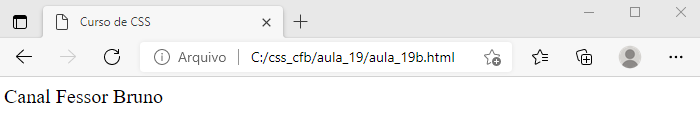 Curso de CSS
Arquivo C:/css_cfb/aula_19/aula_19b.html
Canal Fessor Bruno